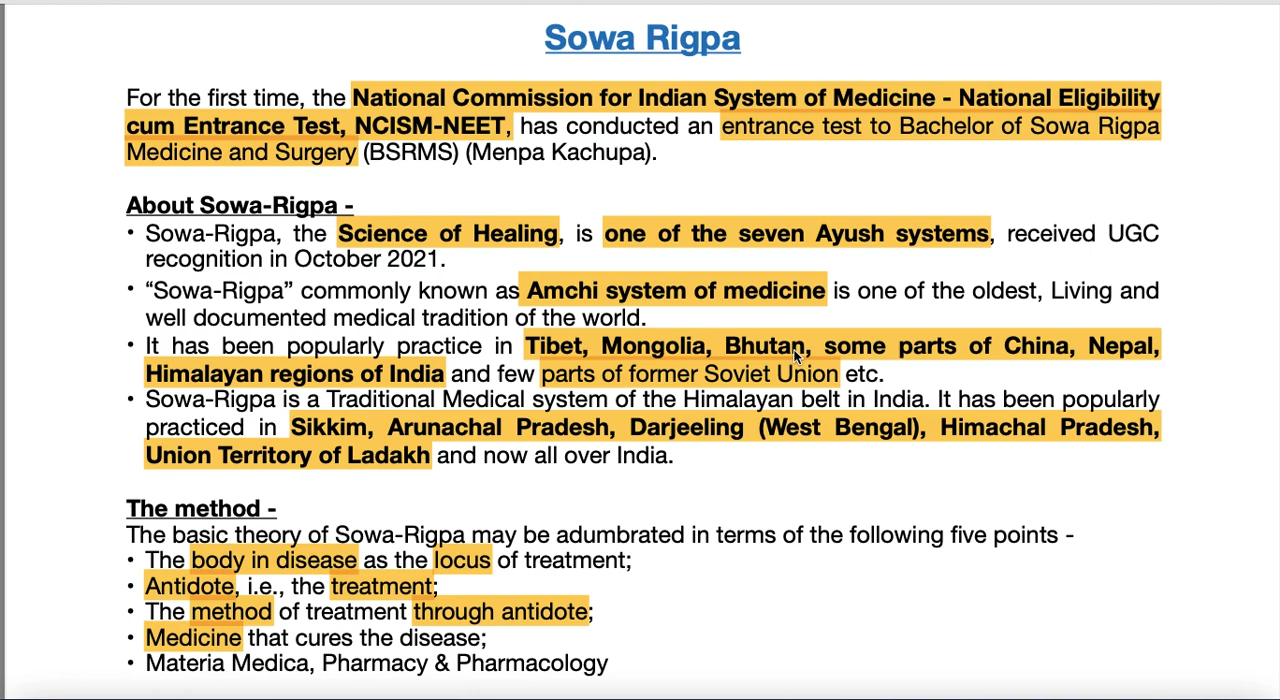 Sowa Rigpa
For the first time, the National Commission for Indian System of Medicine - National Eligibility
cum Entrance Test, NCISM-NEET, has conducted an entrance test to Bachelor of Sowa Rigpa
Medicine and Surgery (BSRMS) (Menpa Kachupa).
About Sowa-Rigpa -
• Sowa-Rigpa, the Science of Healing, is one of the seven Ayush systems, received UGC
recognition in October 2021.
• “Sowa-Rigpa” commonly known as Amchi system of medicine is one of the oldest, Living and
well documented medical tradition of the world.
• It has been popularly practice in Tibet, Mongolia, Bhutan, some parts of China, Nepal,
Himalayan regions of India and few parts of former Soviet Union etc.
• Sowa-Rigpa is a Traditional Medical system of the Himalayan belt in India. It has been popularly
practiced in Sikkim, Arunachal Pradesh, Darjeeling (West Bengal), Himachal Pradesh,
Union Territory of Ladakh and now all over India.
The method -
The basic theory of Sowa-Rigpa may be adumbrated in terms of the following five points -
• The body in disease as the locus of treatment;
• Antidote, i.e., the treatment;
• The method of treatment through antidote;
• Medicine that cures the disease;
• Materia Medica, Pharmacy & Pharmacology